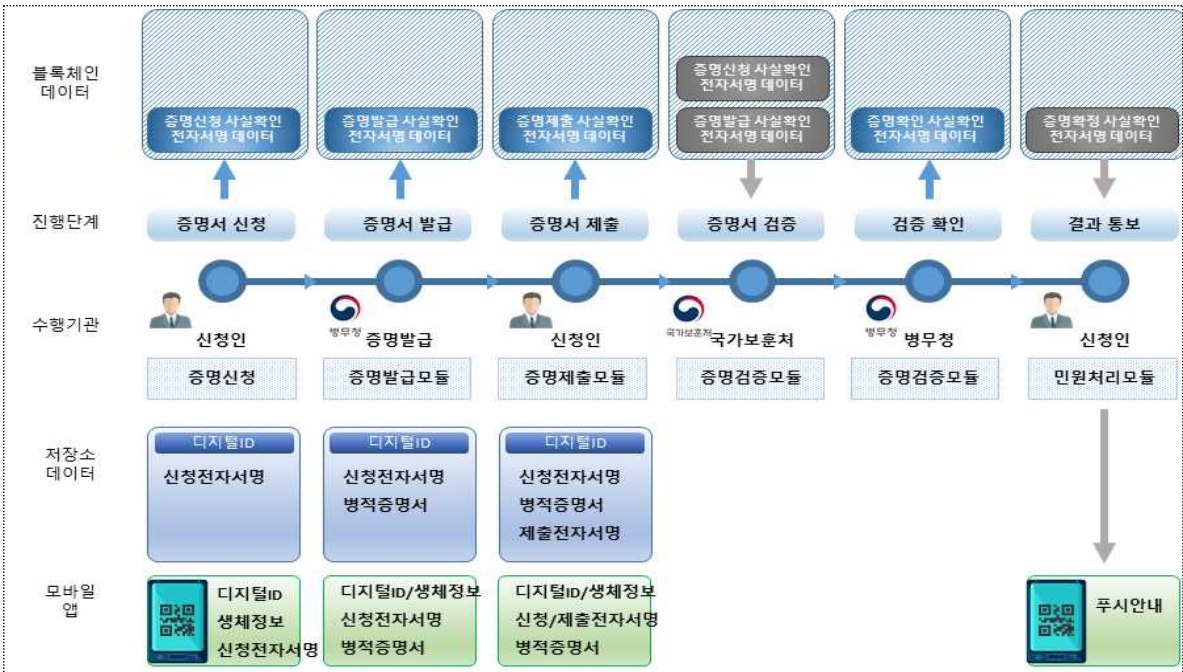 블록체인
데이터
증명신청 사실확인
전자서명 데이터
증명발급 사실확인
전자서명 데이터
증명제출 사실확인
전자서명 데이터
증명신청 사실확인
전자서명 데이터
증명발급 사실확인
전자서명 데이터
증명확인 사실확인
전자서명 데이터
증명확정 사실확인
전자서명 데이터
진행단계
증명서 신청
증명서 발급
증명서 제출
증명서 검증
검증 확인
결과 통보
수행기관
신청인
병무청
증명발급
신청인
국가보훈처
국가보훈처
병무청
병무청
신청인
증명신청
증명발급모듈
증명제출모듈
증명검증모듈
증명검증모듈
민원처리모듈
저장소
데이터
디지털ID
신청전자서명
디지털ID
신청전자서명
병적증명서
디지털ID
신청전자서명
병적증명서
제출전자서명
모바일
앱
디지털ID
생체정보
신청전자서명
디지털ID/생체정보
신청전자서명
병적증명서
디지털ID/생체정보
신청/제출전자서명
병적증명서
푸시안내